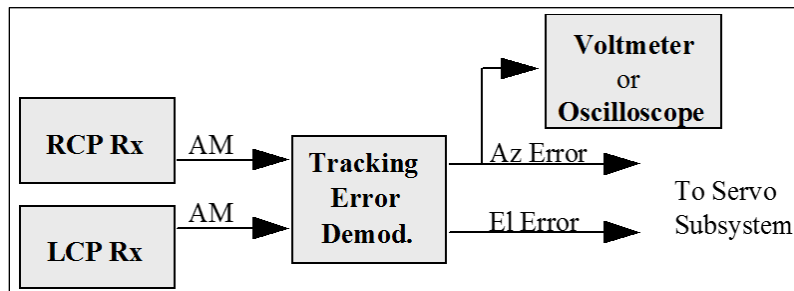 Voltmeter
or
Oscilloscope
RCP Rx
AM
Tracking
Error
Demod.
Az Error
To Servo
Subsystem
LCP Rx
AM
El Error